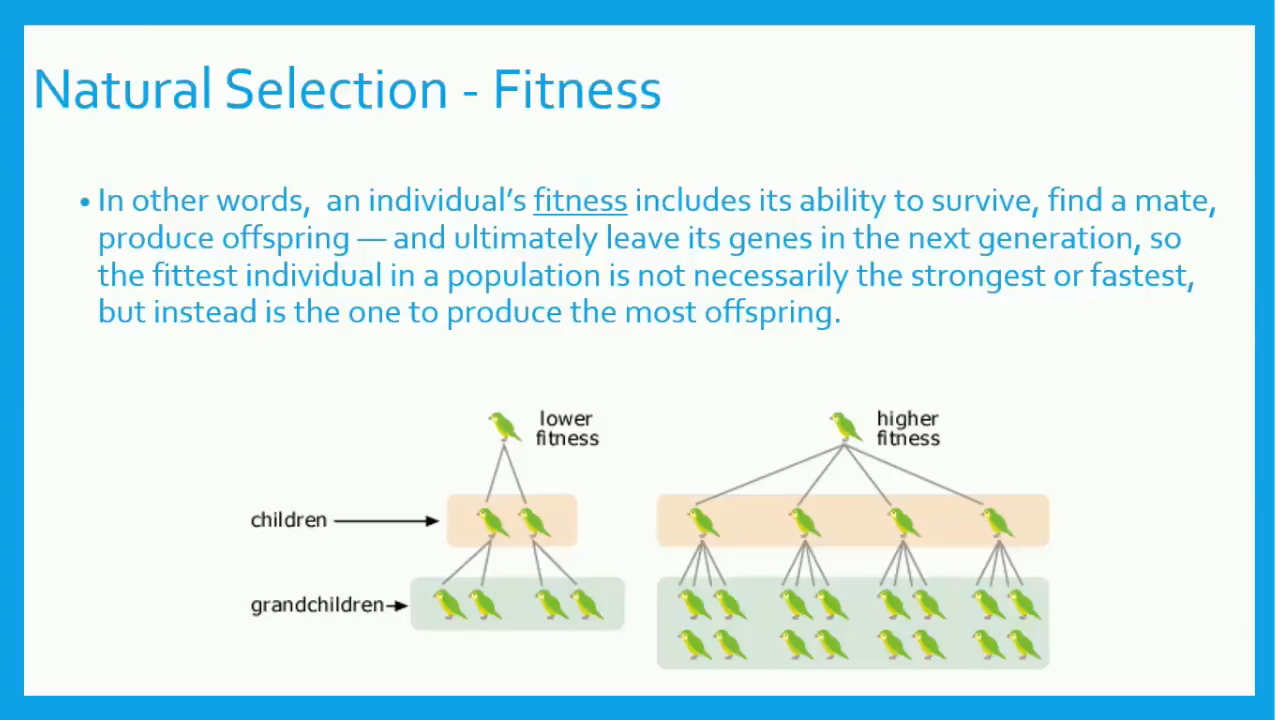 Natural Selection - Fitness
• In other words,  an individual's fitness includes its ability to survive, find a mate,
produce offspring — and ultimately leave its genes in the next generation, so
the fittest individual in a population is not necessarily the strongest or fastest,
but instead is the one to produce the most offspring.
lower
fitness
higher
fitness
children
grandchildren